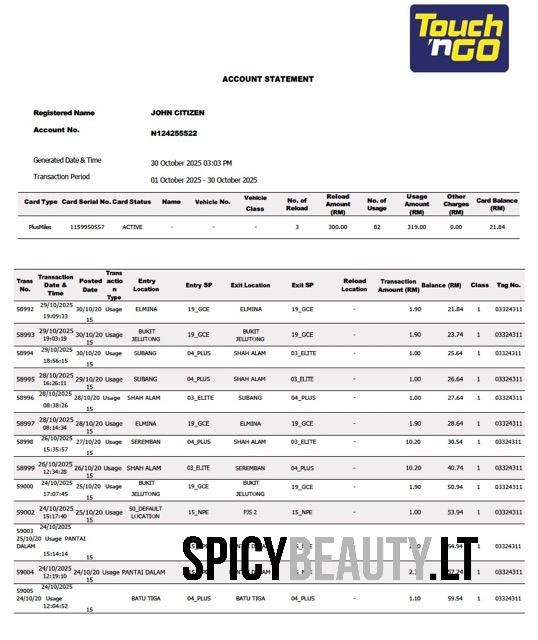 Touch
'nGO
ACCOUNT STATEMENT
Registered Name JOHN CITIZEN
Account No. N124255522
Generated Date & Time 30 October 2025 03:03 PM
Transaction Period 01 October 2025 - 30 October 2025
Card Type Card Serial No. Card Status Name Vehicle No. Vehicle Class No. of Reload Reload Amount (RM) No. of Usage Usage Amount (RM) Other Charges (RM) Card Balance (RM)
PlusMiles 1159950557 ACTIVE - - - 3 300.00 82 319.00 0.00 21.84
Trans No. Transaction Date & Time Posted Date Trans actio n Type Entry Location Entry SP Exit Location Exit SP Reload Location Transaction Amount (RM) Balance (RM) Class Tag No.
58992 29/10/2025 19:09:33 30/10/20 15 Usage ELMINA 19_GCE ELMINA 19_GCE - 1.90 21.84 1 03324311
58993 29/10/2025 19:03:19 30/10/20 15 Usage BUKIT JELUTONG 19_GCE BUKIT JELUTONG 19_GCE - 1.90 23.74 1 03324311
58994 29/10/2025 18:56:15 30/10/20 15 Usage SUBANG 04_PLUS SHAH ALAM 03_ELITE - 1.00 25.64 1 03324311
58995 28/10/2025 16:26:11 29/10/20 15 Usage SUBANG 04_PLUS SHAH ALAM 03_ELITE - 1.00 26.64 1 03324311
58996 28/10/2025 08:38:26 28/10/20 15 Usage SHAH ALAM 03_ELITE SUBANG 04_PLUS - 1.00 27.64 1 03324311
58997 28/10/2025 08:14:34 28/10/20 15 Usage ELMINA 19_GCE ELMINA 19_GCE - 1.90 28.64 1 03324311
58998 26/10/2025 15:35:57 27/10/20 15 Usage SEREMBAN 04_PLUS SHAH ALAM 03_ELITE - 10.20 30.54 1 03324311
58999 26/10/2025 12:34:28 26/10/20 15 Usage SHAH ALAM 03_ELITE SEREMBAN 04_PLUS - 10.20 40.74 1 03324311
59000 24/10/2025 17:07:45 25/10/20 15 Usage BUKIT JELUTONG 19_GCE BUKIT JELUTONG 19_GCE - 1.90 50.94 1 03324311
59002 24/10/2025 15:17:40 25/10/20 15 Usage 50_DEFAULT LOCATION 15_NPE PJS 2 15_NPE - 1.00 53.94 1 03324311
59003 24/10/2025 25/10/20 Usage PANTAI DALAM 15:14:14 15 54.94 1 03324311
59004 24/10/2025 12:19:10 24/10/20 15 Usage PANTAI DALAM 57.24 1 03324311
59005 24/10/2025 24/10/20 Usage 12:04:52 15 BATU TIGA 04_PLUS BATU TIGA 04_PLUS - 1.10 59.54 1 03324311
SPICYBEAUTY.LT